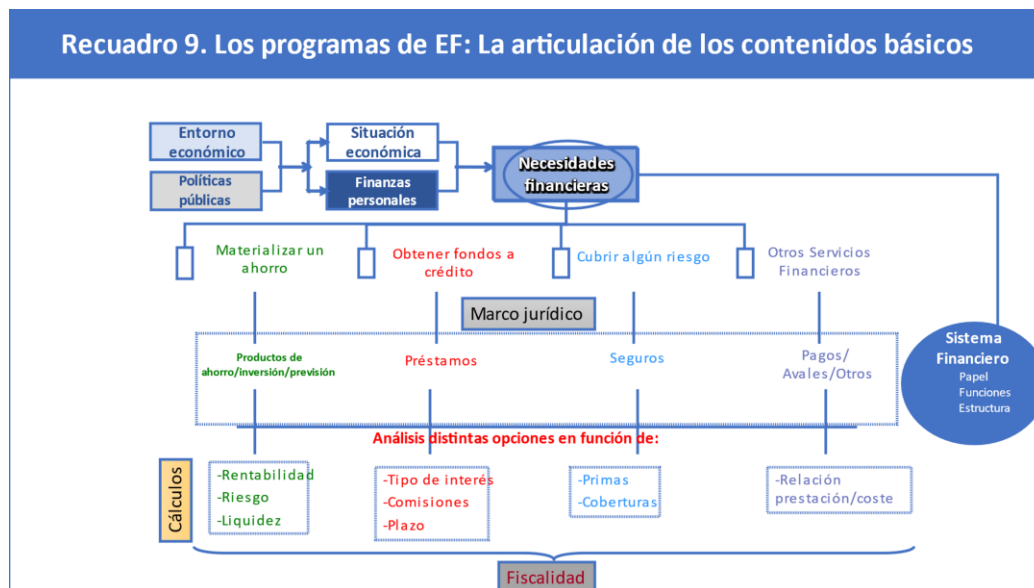 Recuadro 9. Los programas de EF: La articulación de los contenidos básicos
Entorno
económico
Políticas
públicas
Situación
económica
Finanzas
personales
Necesidades
financieras
Materializar un
ahorro
Obtener fondos a
crédito
Cubrir algún riesgo
Otros Servicios
Financieros
Marco jurídico
Productos de
ahorro/inversión/previsión
Préstamos
Seguros
Pagos/
Avales/Otros
Sistema
Financiero
Papel
Funciones
Estructura
Análisis distintas opciones en función de:
Cálculos
-Rentabilidad
-Riesgo
-Liquidez
-Tipo de interés
-Comisiones
-Plazo
-Primas
-Coberturas
-Relación
prestación/coste
Fiscalidad